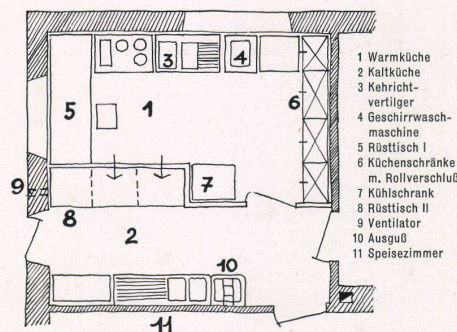 3
4
1
5
6
7
9
8
2
10
11
1 Warmküche
2 Kaltküche
3 Kehricht-
vertilger
4 Geschirrwasch-
maschine
5 Rüsttisch I
6 Küchenschränke
m. Rollverschluß
7 Kühlschrank
8 Rüsttisch II
9 Ventilator
10 Ausguß
11 Speisezimmer